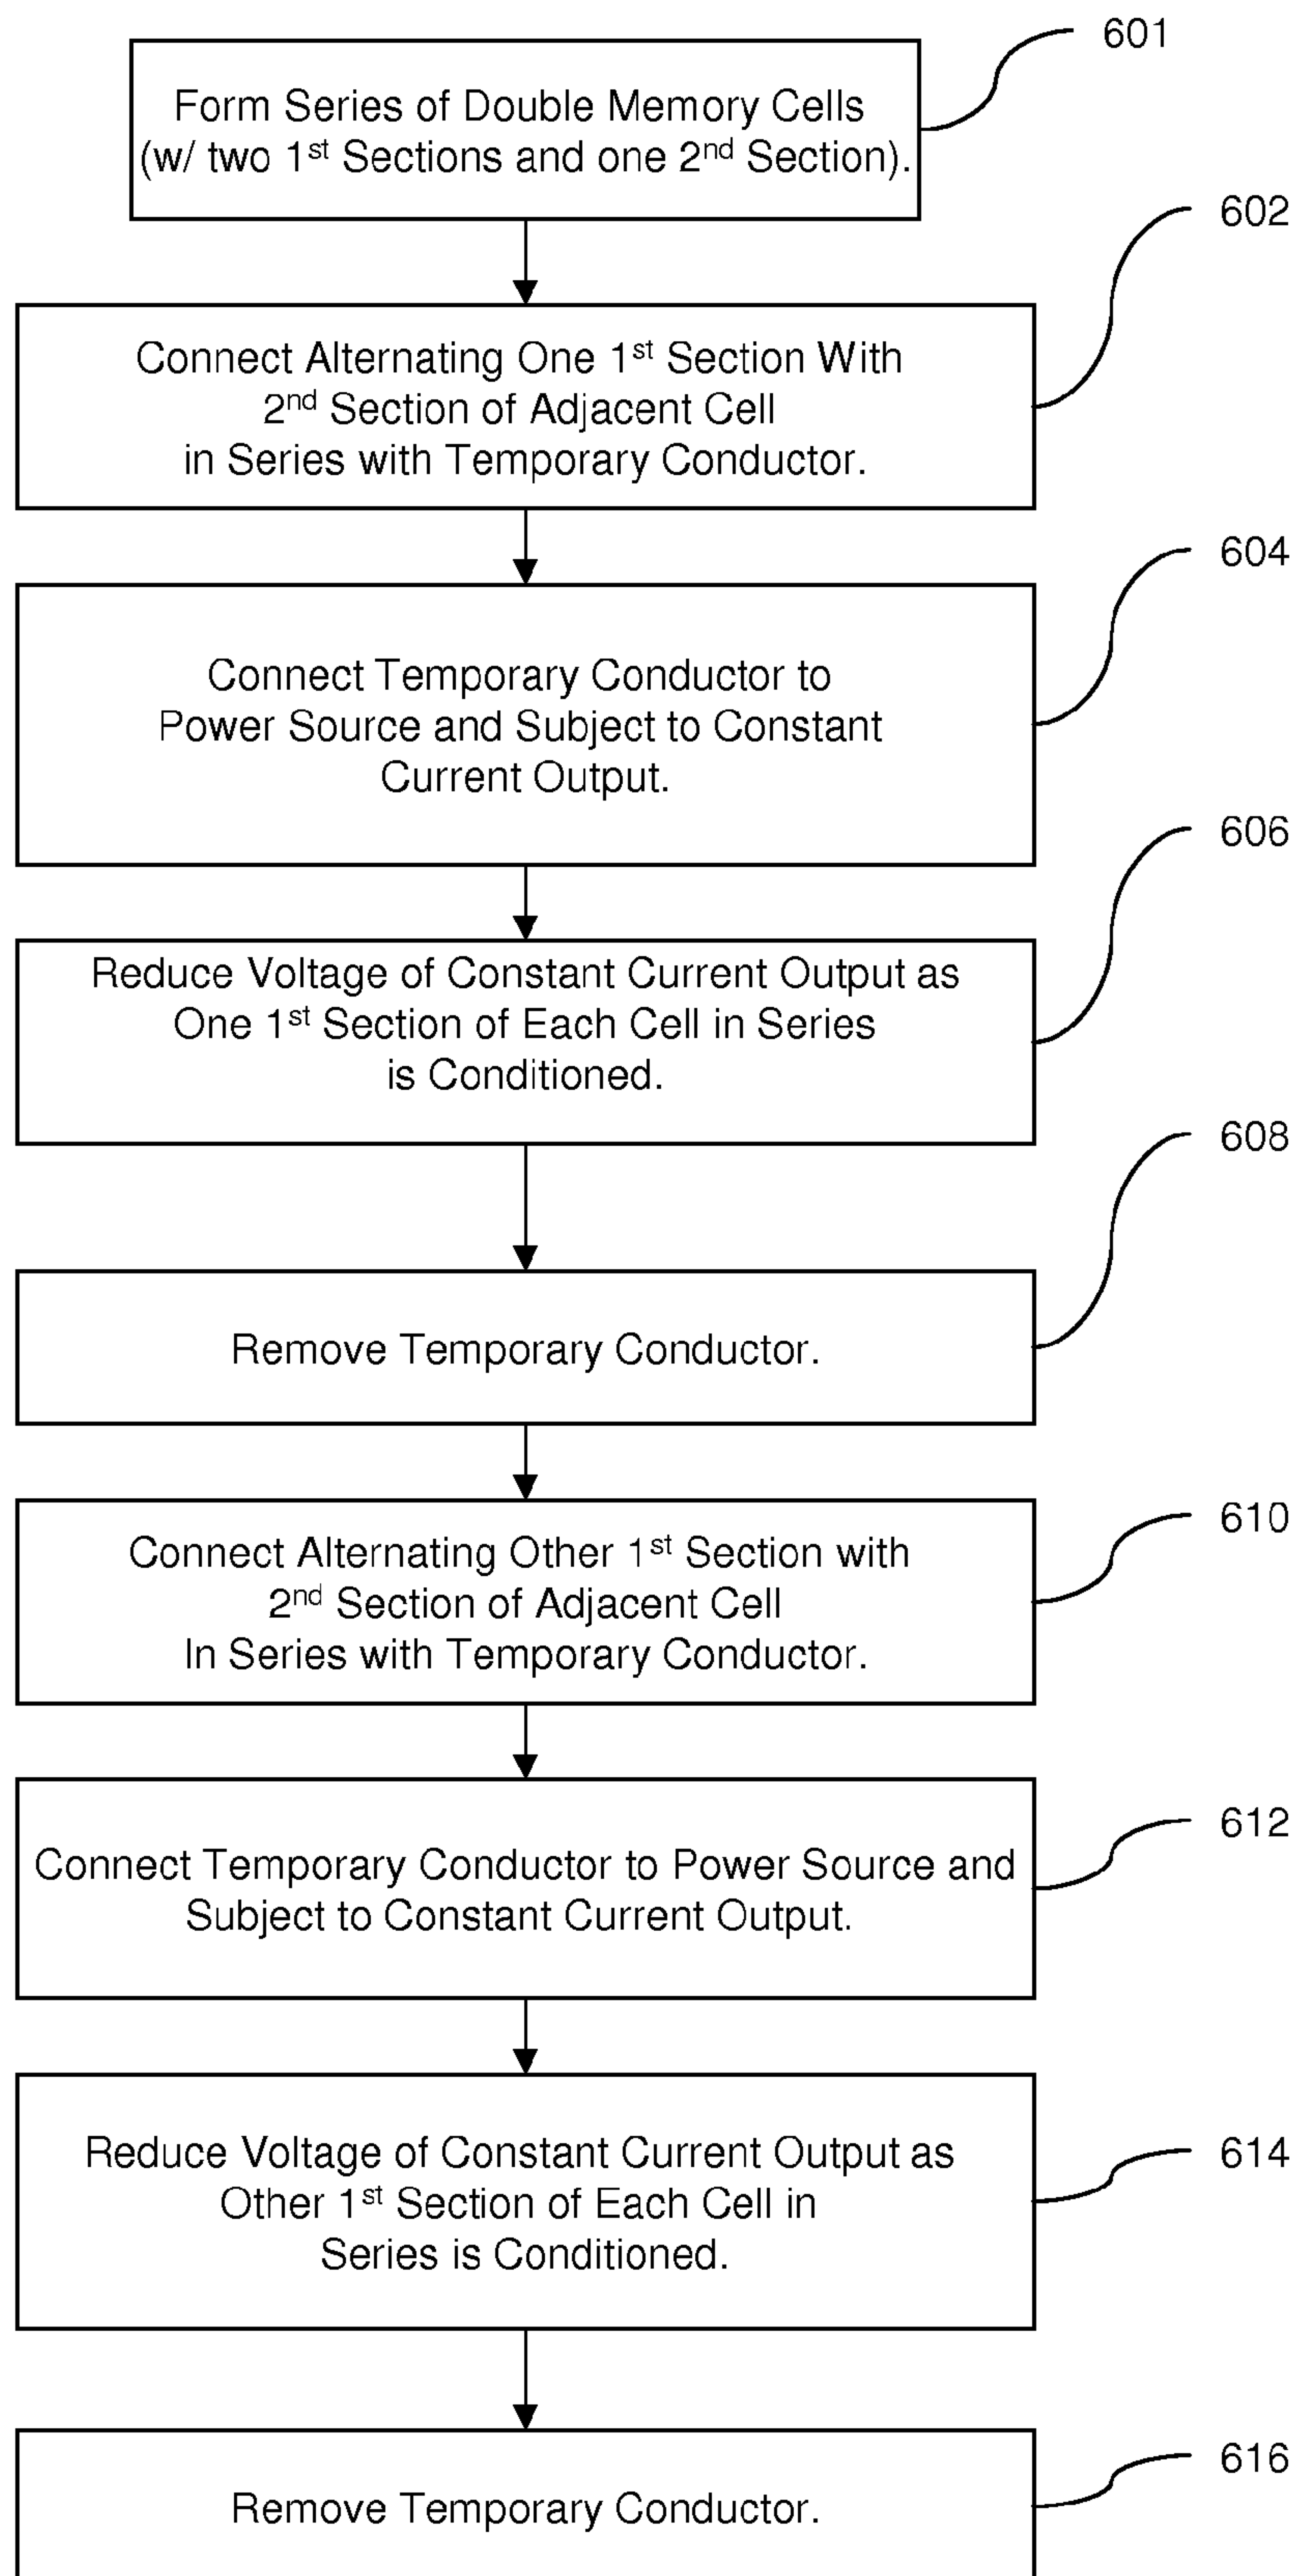 601
Form Series of Double Memory Cells
(w/ two 1st Sections and one 2nd Section).
602
Connect Alternating One 1st Section With
2nd Section of Adjacent Cell
in Series with Temporary Conductor.
604
Connect Temporary Conductor to
Power Source and Subject to Constant
Current Output.
606
Reduce Voltage of Constant Current Output as
One 1st Section of Each Cell in Series
is Conditioned.
608
Remove Temporary Conductor.
610
Connect Alternating Other 1st Section with
2nd Section of Adjacent Cell
In Series with Temporary Conductor.
612
Connect Temporary Conductor to Power Source and
Subject to Constant Current Output.
614
Reduce Voltage of Constant Current Output as
Other 1st Section of Each Cell in
Series is Conditioned.
616
Remove Temporary Conductor.